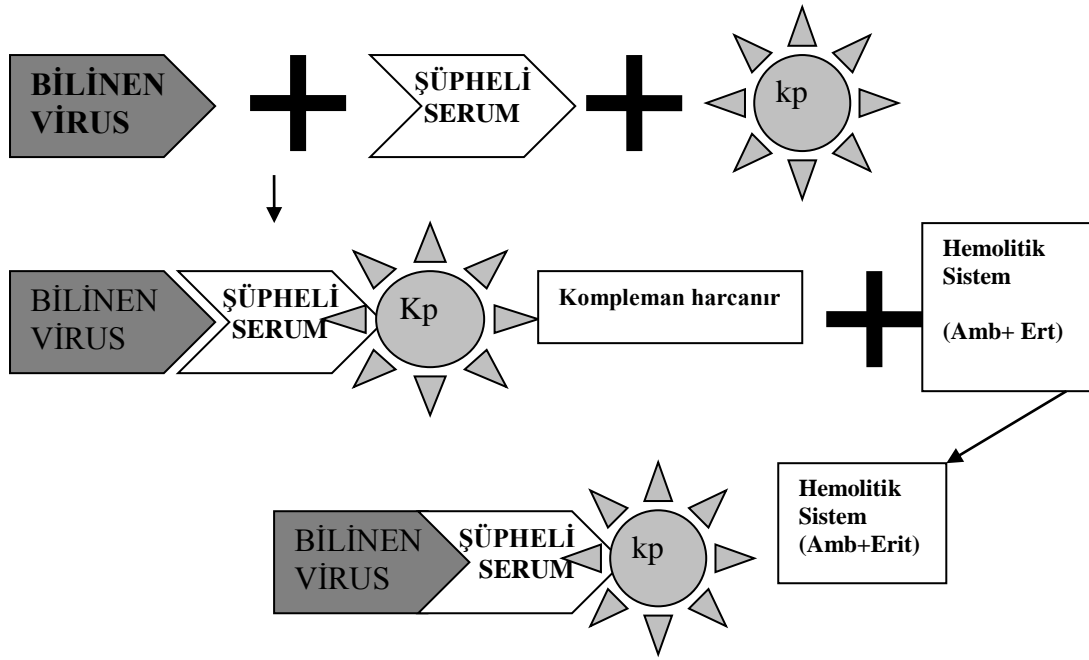 BİLİNEN
VİRUS
ŞÜPHELİ
SERUM
kp
BİLİNEN
VİRUS
ŞÜPHELİ
SERUM
Kp
Kompleman harcanır
Hemolitik
Sistem
(Amb+ Ert)
BİLİNEN
VİRUS
ŞÜPHELİ
SERUM
kp
Hemolitik
Sistem
(Amb+Erit)